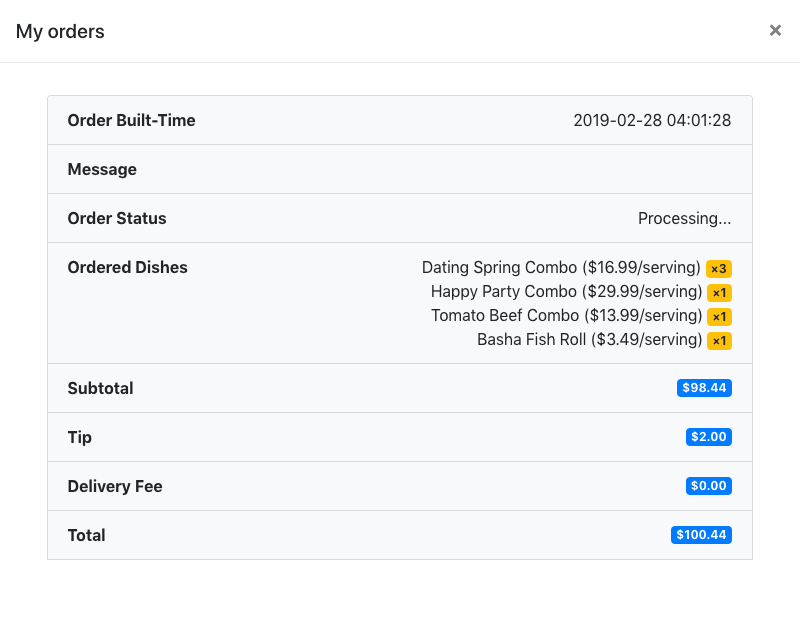 My orders ×
Order Built-Time 2019-02-28 04:01:28
Message
Order Status Processing...
Ordered Dishes Dating Spring Combo ($16.99/serving) ×3
Happy Party Combo ($29.99/serving) ×1
Tomato Beef Combo ($13.99/serving) ×1
Basha Fish Roll ($3.49/serving) ×1
Subtotal $98.44
Tip $2.00
Delivery Fee $0.00
Total $100.44